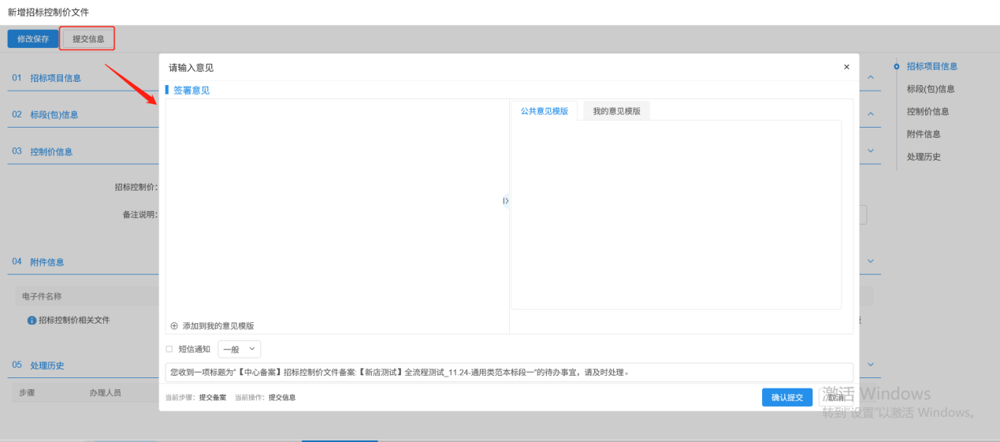 新增招标控制价文件
修改保存 提交信息
请输入意见 ×
签署意见
招标项目信息
01 招标项目信息
公共意见模版 我的意见模版
标段(包)信息
02 标段(包)信息
控制价信息
附件信息
03 控制价信息
处理历史
招标控制价:
备注说明:
04 附件信息
电子件名称
招标控制价相关文件
添加到我的意见模版
短信通知 一般
05 处理历史
您收到一项标题为“【中心备案】招标控制价文件备案:【新店测试】全流程测试_11.24-通用类范本标段一”的待办事宜，请及时处理。
步骤 办理人员
当前步骤: 提交备案 当前操作: 提交信息
确认提交 取消
激活 Windows
转到“设置”以激活 Windows。